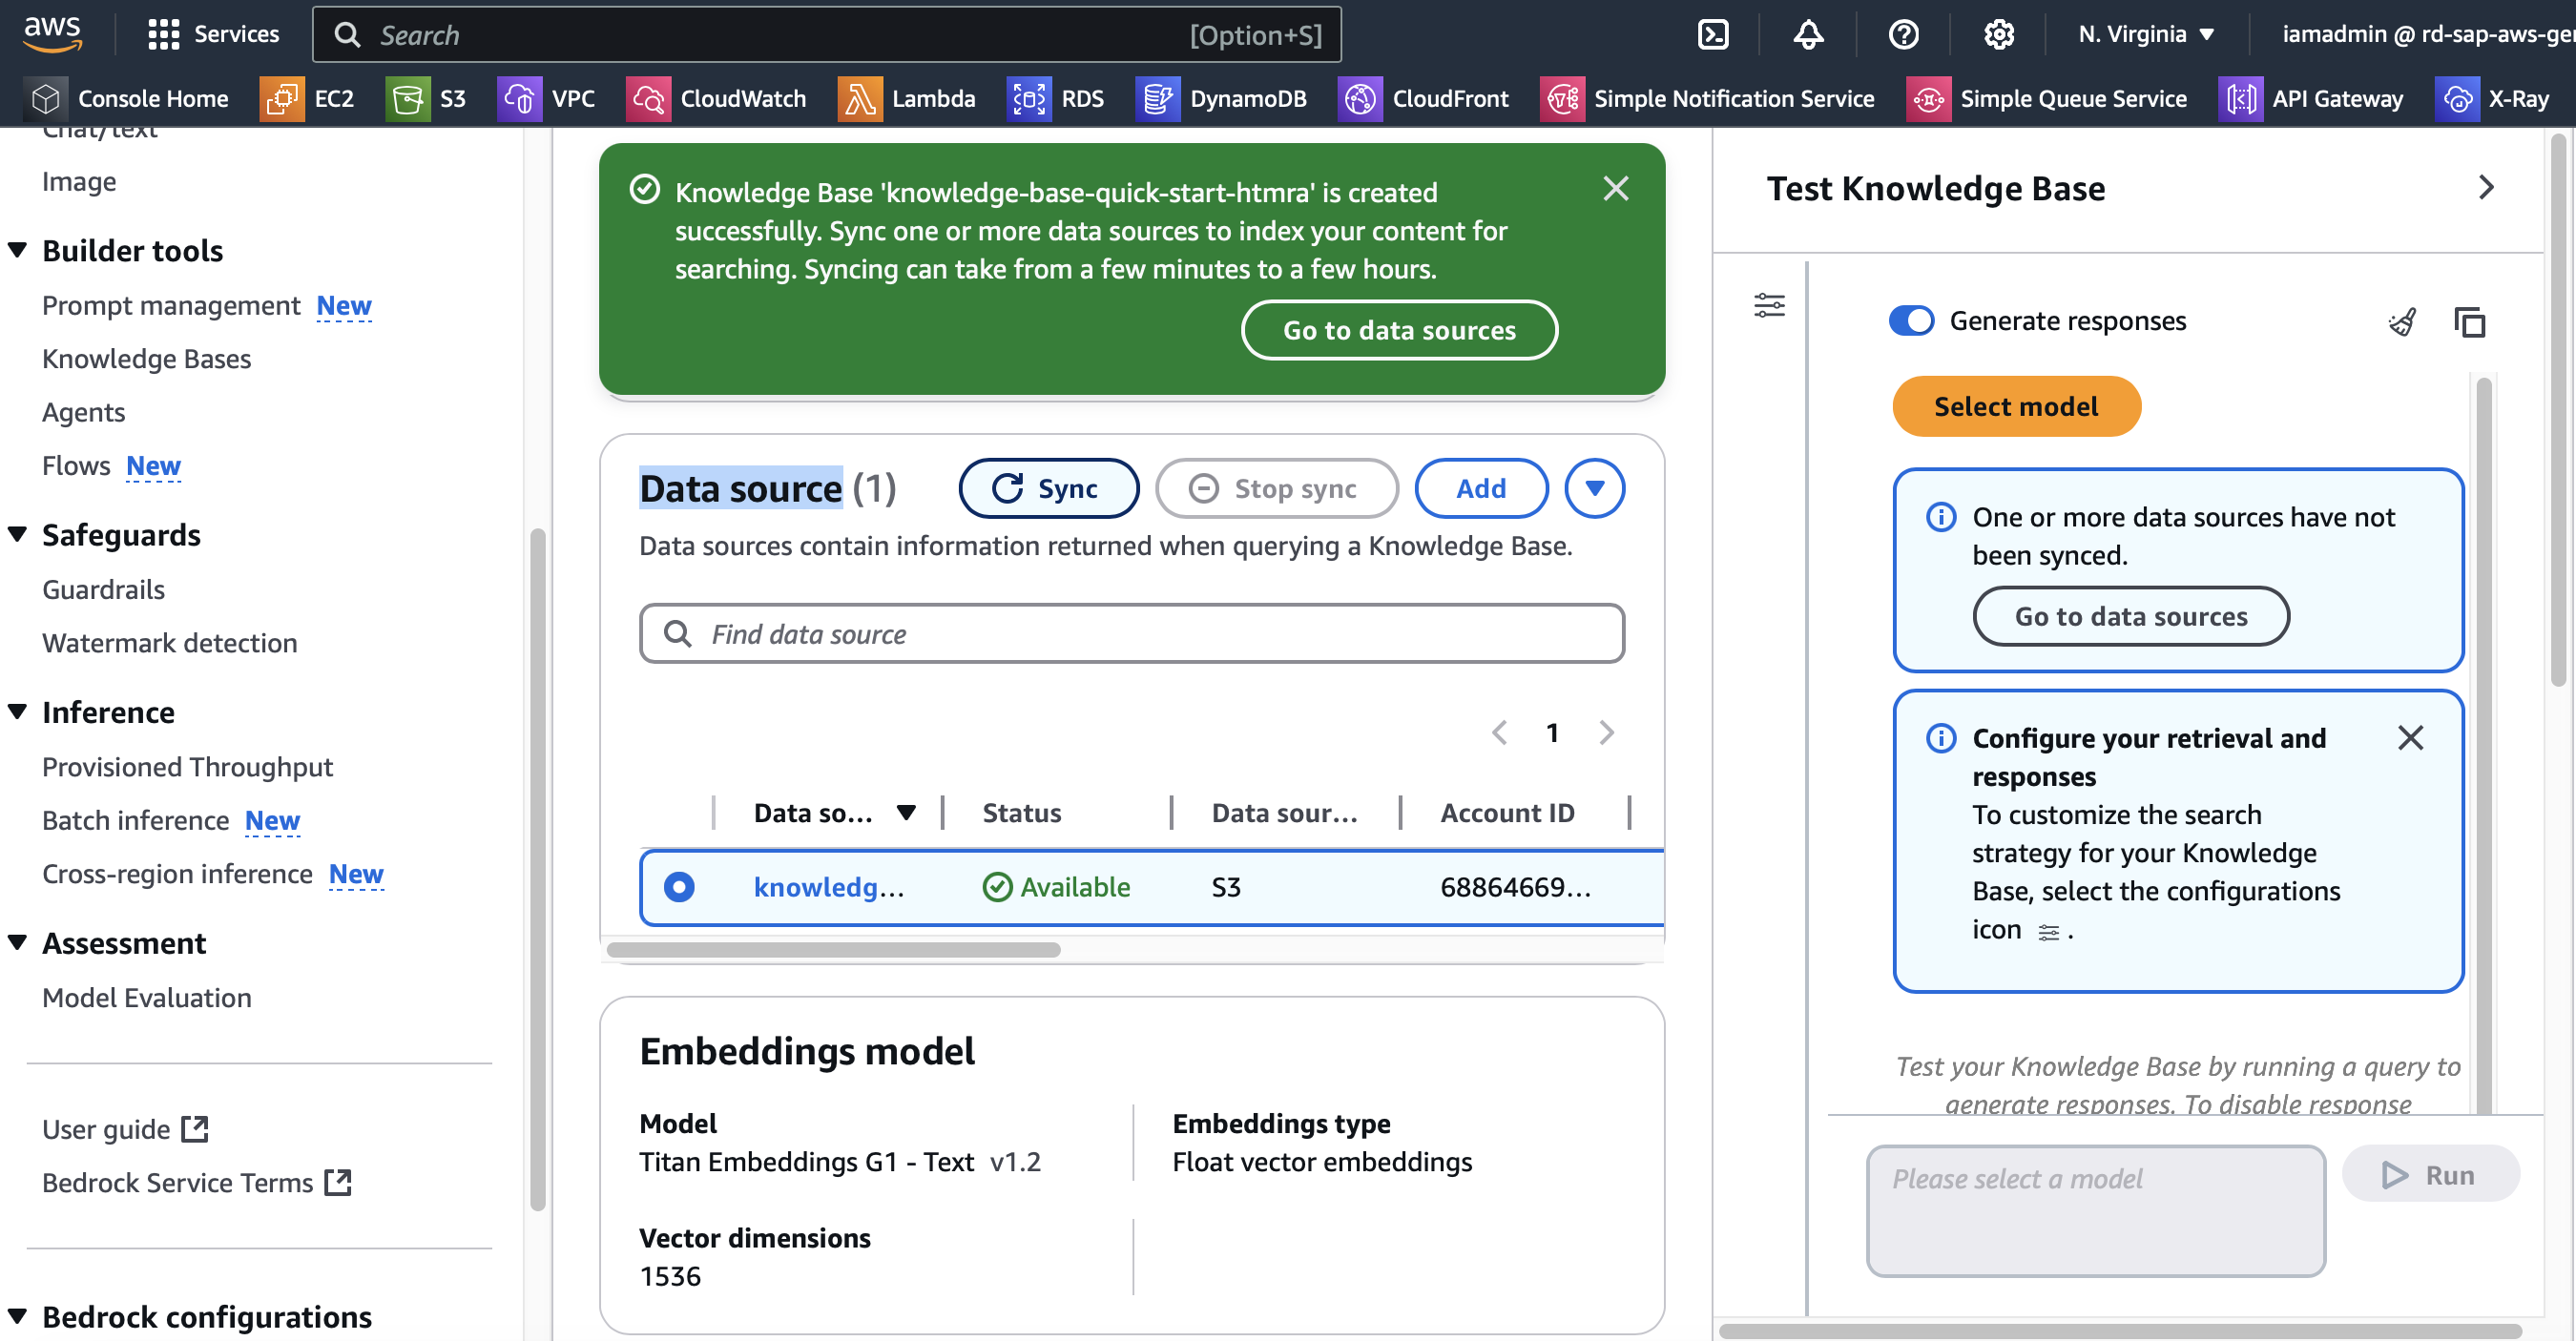 aws
Services
Search
[Option+S]
N. Virginia
iamadmin @ rd-sap-aws-ge
Console Home
EC2
S3
VPC
CloudWatch
Lambda
RDS
DynamoDB
CloudFront
Simple Notification Service
Simple Queue Service
API Gateway
X-Ray
Chat/text
Image
Builder tools
Prompt management New
Knowledge Bases
Agents
Flows New
Safeguards
Guardrails
Watermark detection
Inference
Provisioned Throughput
Batch inference New
Cross-region inference New
Assessment
Model Evaluation
User guide
Bedrock Service Terms
Bedrock configurations
Knowledge Base 'knowledge-base-quick-start-htmra' is created
successfully. Sync one or more data sources to index your content for
searching. Syncing can take from a few minutes to a few hours.
Go to data sources
Data source (1)
Sync
Stop sync
Add
Data sources contain information returned when querying a Knowledge Base.
Find data source
1
Data so...
Status
Data sour...
Account ID
knowledg...
Available
S3
68864669...
Embeddings model
Model
Titan Embeddings G1 - Text v1.2
Embeddings type
Float vector embeddings
Vector dimensions
1536
Test Knowledge Base
Generate responses
Select model
One or more data sources have not
been synced.
Go to data sources
Configure your retrieval and
responses
To customize the search
strategy for your Knowledge
Base, select the configurations
icon .
Test your Knowledge Base by running a query to
generate responses. To disable response
Please select a model
Run